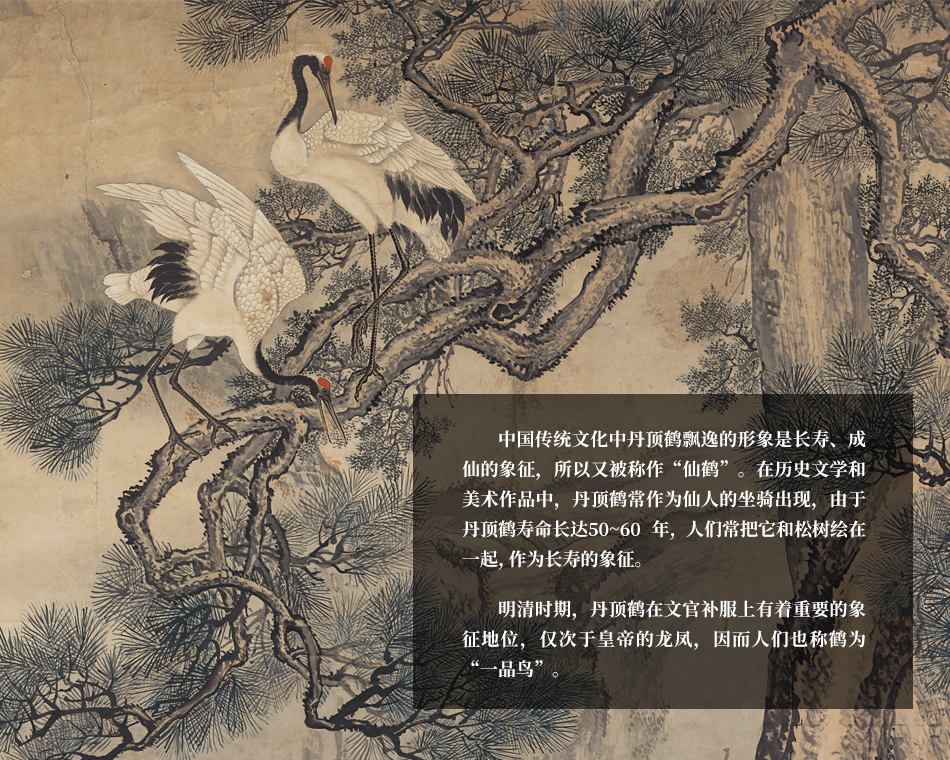 中国传统文化中丹顶鹤飘逸的形象是长寿、成
仙的象征，所以又被称作“仙鹤”。在历史文学和
美术作品中，丹顶鹤常作为仙人的坐骑出现，由于
丹顶鹤寿命长达50~60 年，人们常把它和松树绘在
一起, 作为长寿的象征。
明清时期，丹顶鹤在文官补服上有着重要的象
征地位，仅次于皇帝的龙凤，因而人们也称鹤为
“一品鸟”。